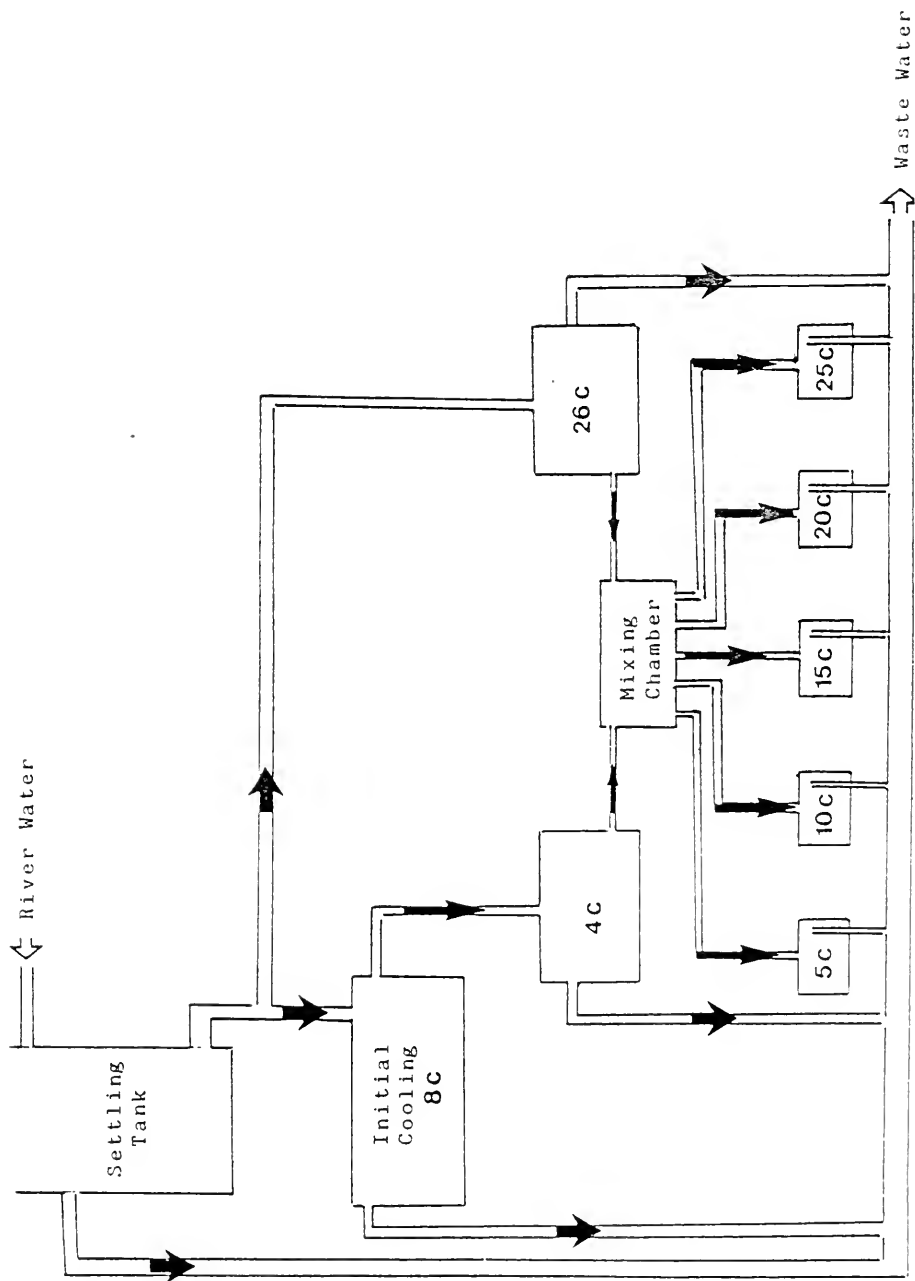 River Water
Settling
Tank
Initial
Cooling
8C
4C
26C
Mixing
Chamber
5C
10C
15C
20C
25C
Waste Water